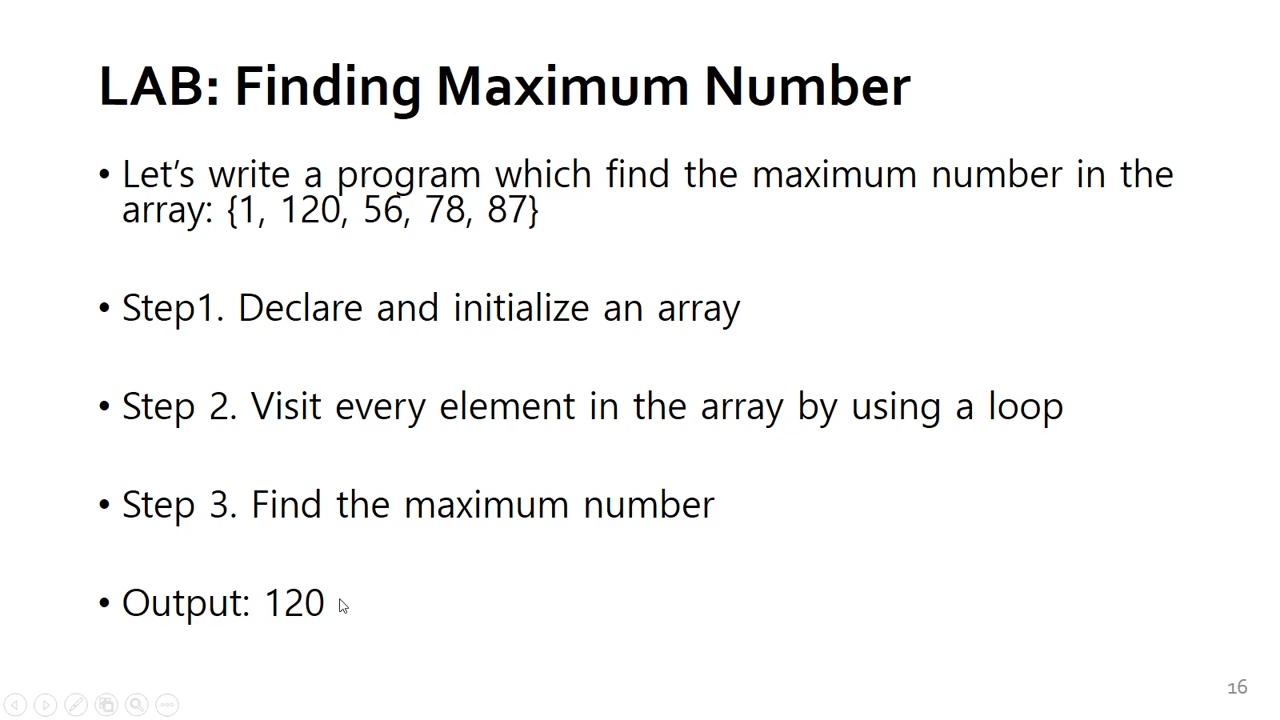 LAB: Finding Maximum Number
• Let’s write a program which find the maximum number in the
array: {1, 120, 56, 78, 87}
• Step1. Declare and initialize an array
• Step 2. Visit every element in the array by using a loop
• Step 3. Find the maximum number
• Output: 120
16